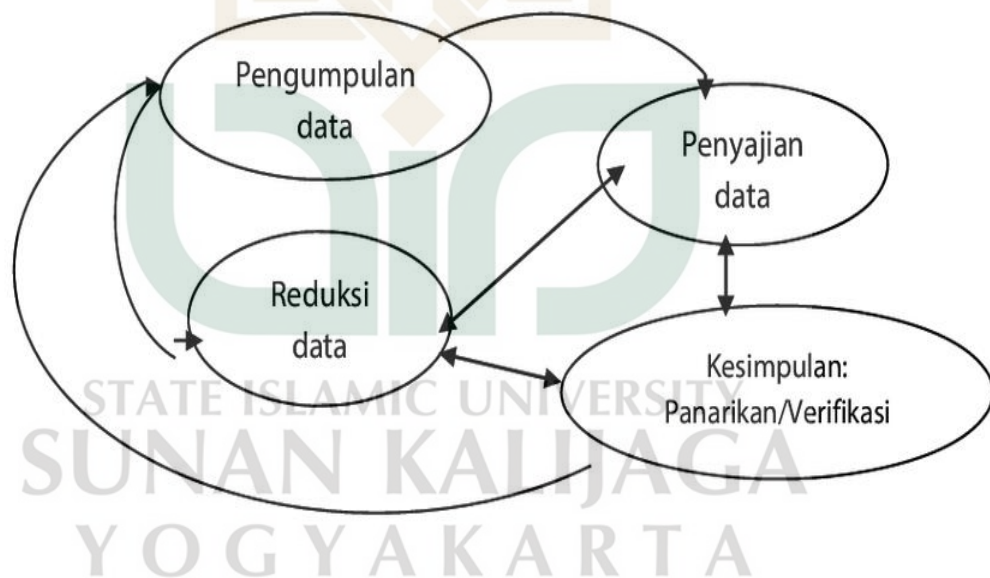 Pengumpulan
data
Penyajian
data
Reduksi
data
Kesimpulan:
Panarikan/Verifikasi
STATE ISLAMIC UNIVERSITY
SUNAN KALIJAGA
YOGYAKARTA